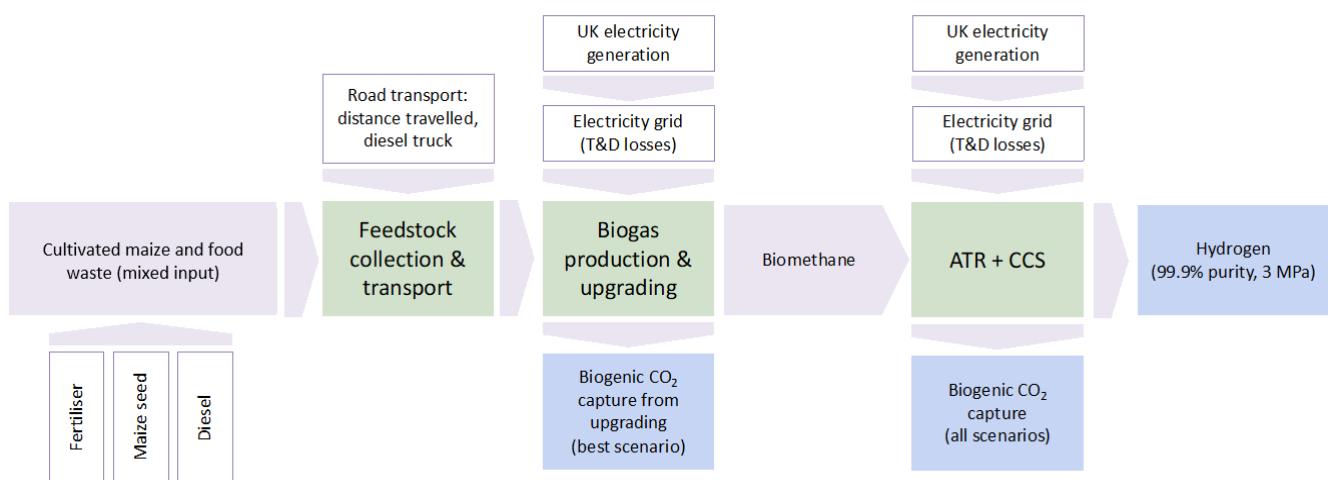 UK electricity
generation
UK electricity
generation
Road transport:
distance travelled,
diesel truck
Electricity grid
(T&D losses)
Electricity grid
(T&D losses)
Cultivated maize and food
waste (mixed input)
Feedstock
collection &
transport
Biogas
production &
upgrading
Biomethane
ATR + CCS
Hydrogen
(99.9% purity, 3 MPa)
Fertiliser
Maize seed
Diesel
Biogenic CO₂
capture from
upgrading
(best scenario)
Biogenic CO₂
capture
(all scenarios)